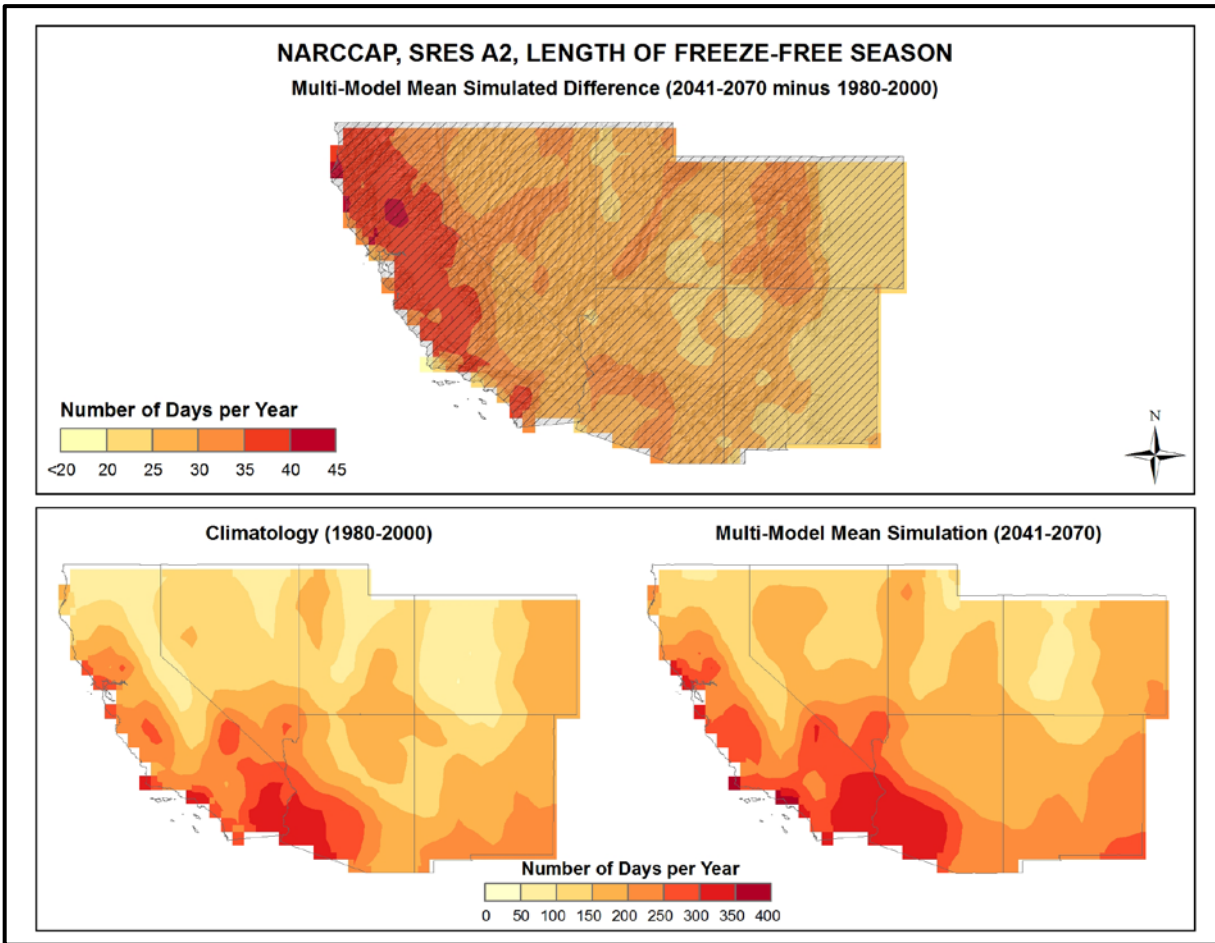 NARCCAP, SRES A2, LENGTH OF FREEZE-FREE SEASON
Multi-Model Mean Simulated Difference (2041-2070 minus 1980-2000)
Number of Days per Year
<20 20 25 30 35 40 45
N
Climatology (1980-2000)
Multi-Model Mean Simulation (2041-2070)
Number of Days per Year
0 50 100 150 200 250 300 350 400